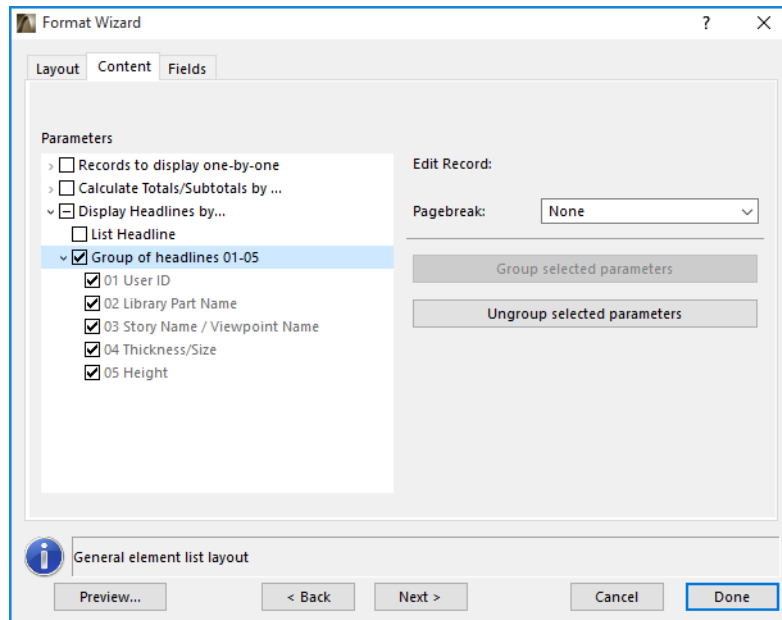 Format Wizard
Layout Content Fields
Parameters
Records to display one-by-one
Calculate Totals/Subtotals by ...
Display Headlines by...
List Headline
Group of headlines 01-05
01 User ID
02 Library Part Name
03 Story Name / Viewpoint Name
04 Thickness/Size
05 Height
Edit Record:
Pagebreak: None
Group selected parameters
Ungroup selected parameters
General element list layout
Preview... < Back Next > Cancel Done